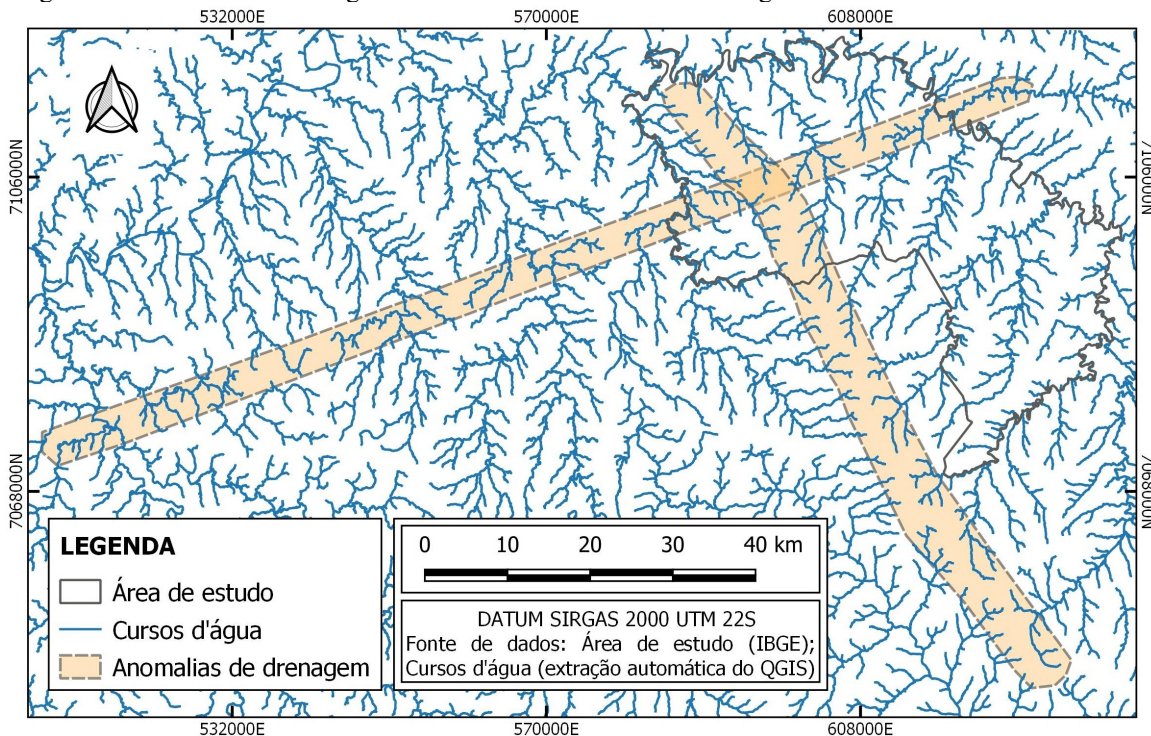 532000E 570000E 608000E
7106000N 7106000N
7068000N 7068000N
LEGENDA
Área de estudo
Cursos d'água
Anomalias de drenagem
0 10 20 30 40 km
DATUM SIRGAS 2000 UTM 22S
Fonte de dados: Área de estudo (IBGE);
Cursos d'água (extração automática do QGIS)
532000E 570000E 608000E